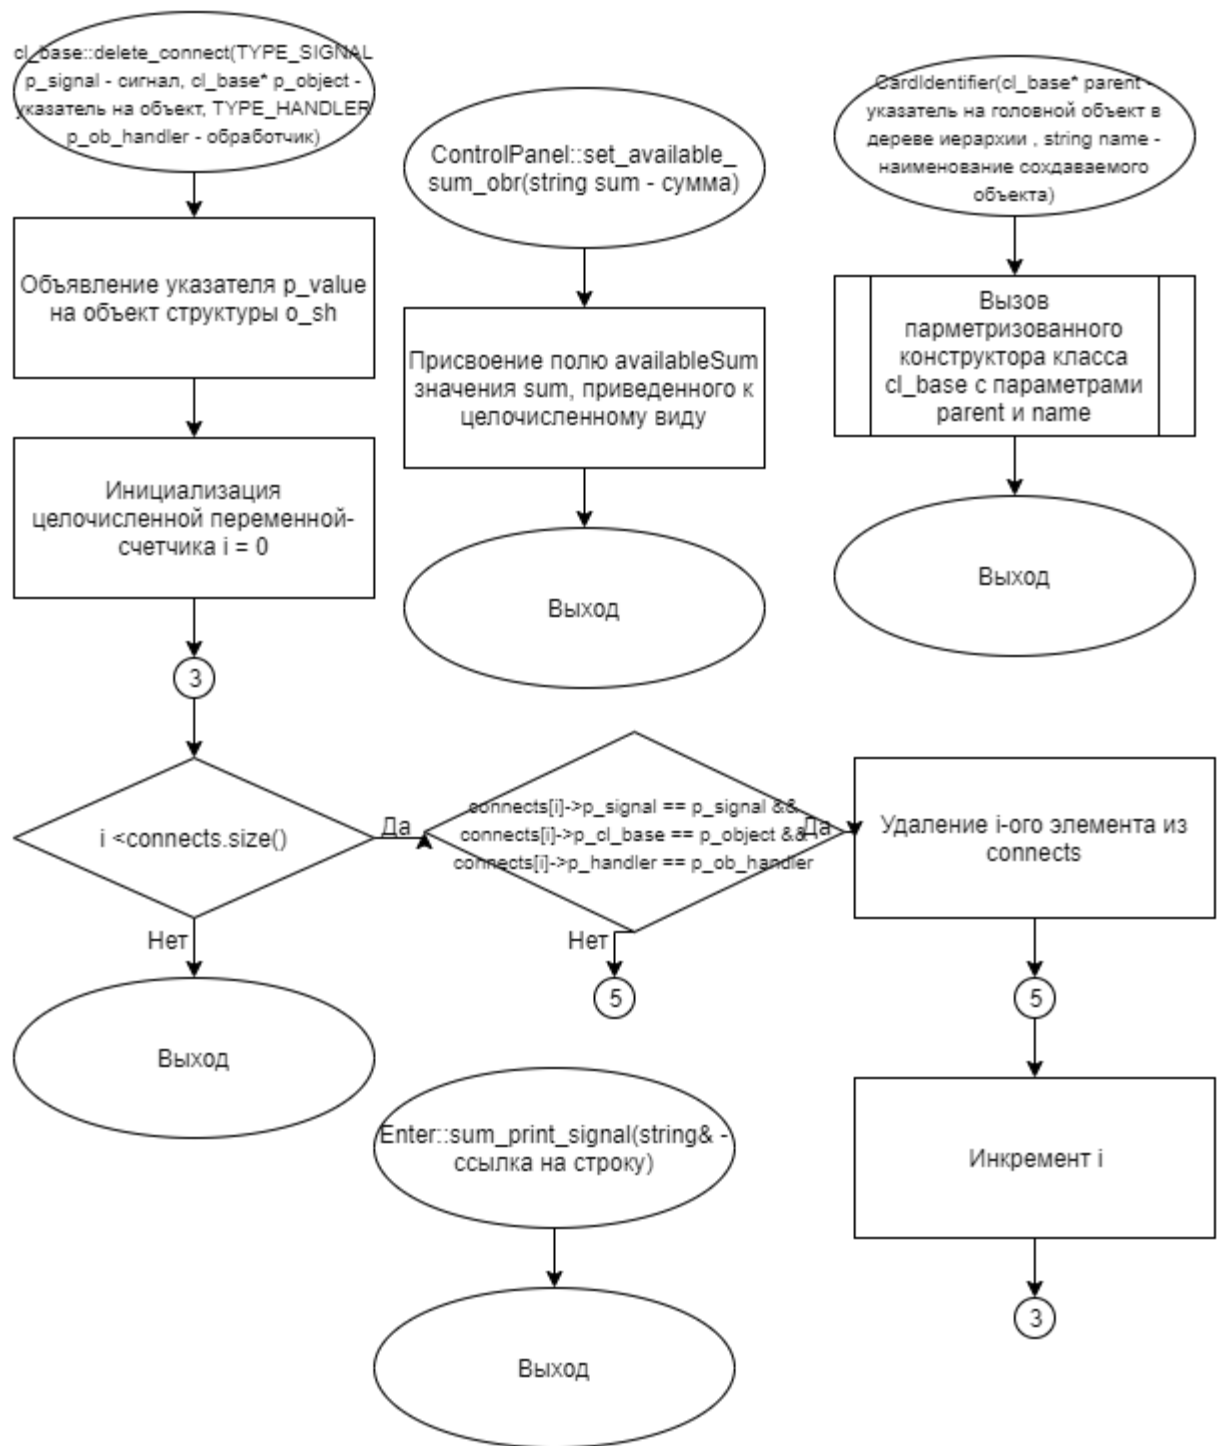 cl_base::delete_connect(TYPE_SIGNAL
p_signal - сигнал, cl_base* p_object -
указатель на объект, TYPE_HANDLER
p_ob_handler - обработчик)
Объявление указателя p_value
на объект структуры o_sh
Инициализация
целочисленной переменной-
счетчика i = 0
3
i <connects.size()
Да
Нет
Выход
ControlPanel::set_available_
sum_obr(string sum - сумма)
Присвоение полю availableSum
значения sum, приведенного к
целочисленному виду
Выход
CardIdentifier(cl_base* parent -
указатель на головной объект в
дереве иерархии , string name -
наименование сохдаваемого
объекта)
Вызов
парметризованного
конструктора класса
cl_base с параметрами
parent и name
Выход
connects[i]->p_signal == p_signal &&
connects[i]->p_cl_base == p_object &&
connects[i]->p_handler == p_ob_handler
Да
Нет
5
Удаление i-ого элемента из
connects
5
Инкремент i
3
Enter::sum_print_signal(string& -
ссылка на строку)
Выход